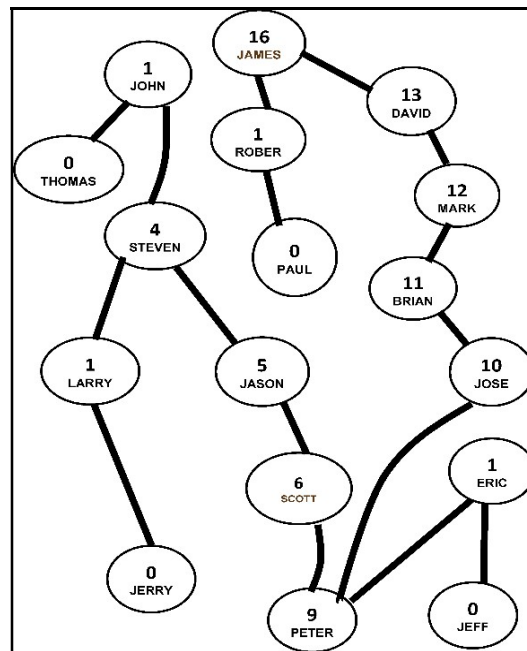 16
JAMES
1
JOHN
13
DAVID
1
ROBER
0
THOMAS
12
MARK
4
STEVEN
0
PAUL
11
BRIAN
1
LARRY
5
JASON
10
JOSE
6
SCOTT
1
ERIC
0
JERRY
9
PETER
0
JEFF